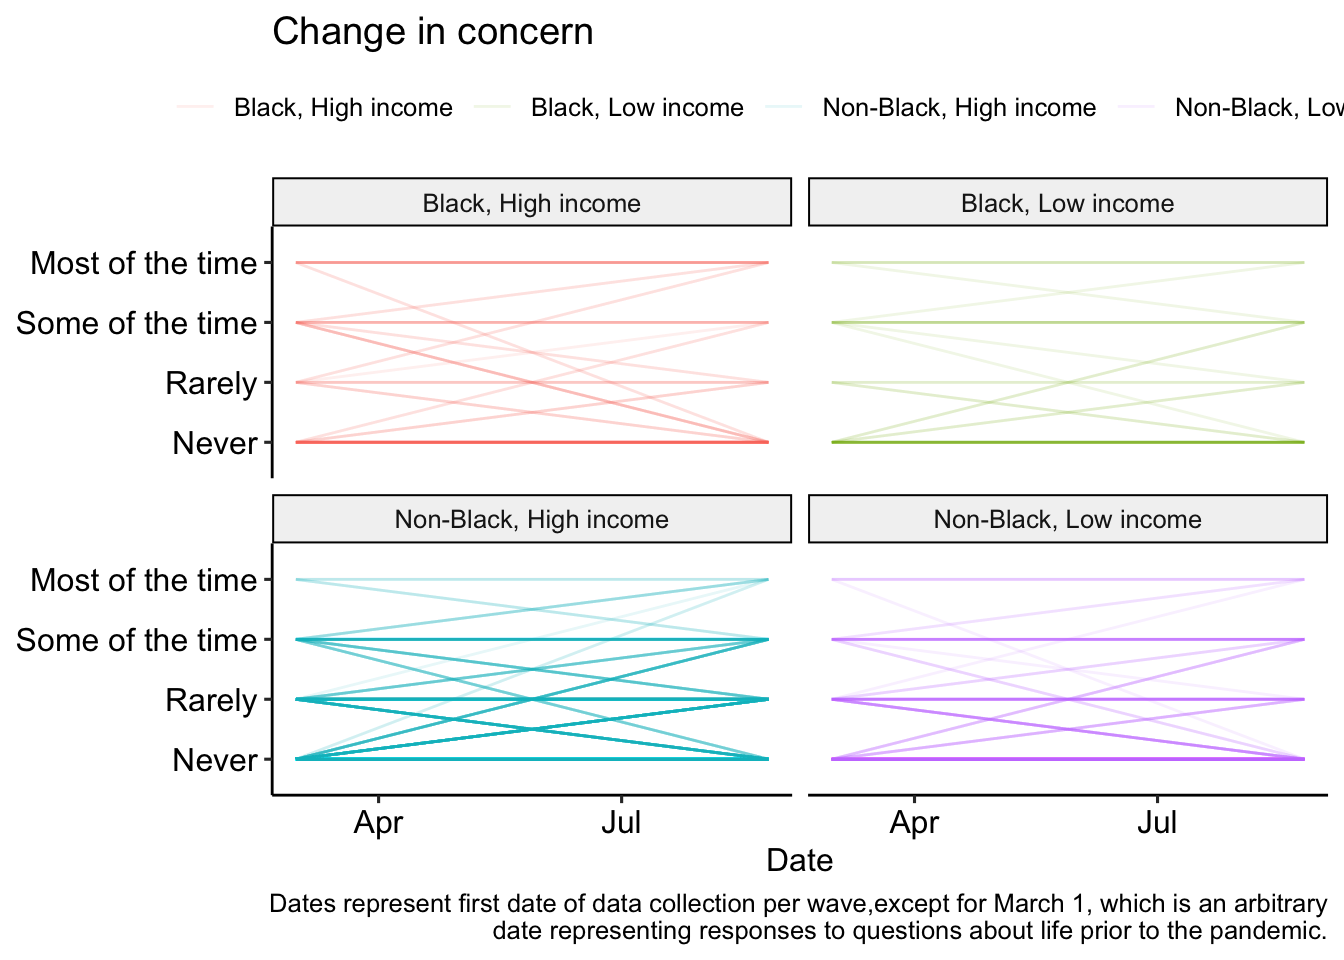 Change in concern
Black, High income Black, Low income Non-Black, High income Non-Black, Low
Black, High income Black, Low income
Most of the time
Some of the time
Rarely
Never
Non-Black, High income Non-Black, Low income
Most of the time
Some of the time
Rarely
Never
Apr Jul Apr Jul
Date
Dates represent first date of data collection per wave,except for March 1, which is an arbitrary
date representing responses to questions about life prior to the pandemic.